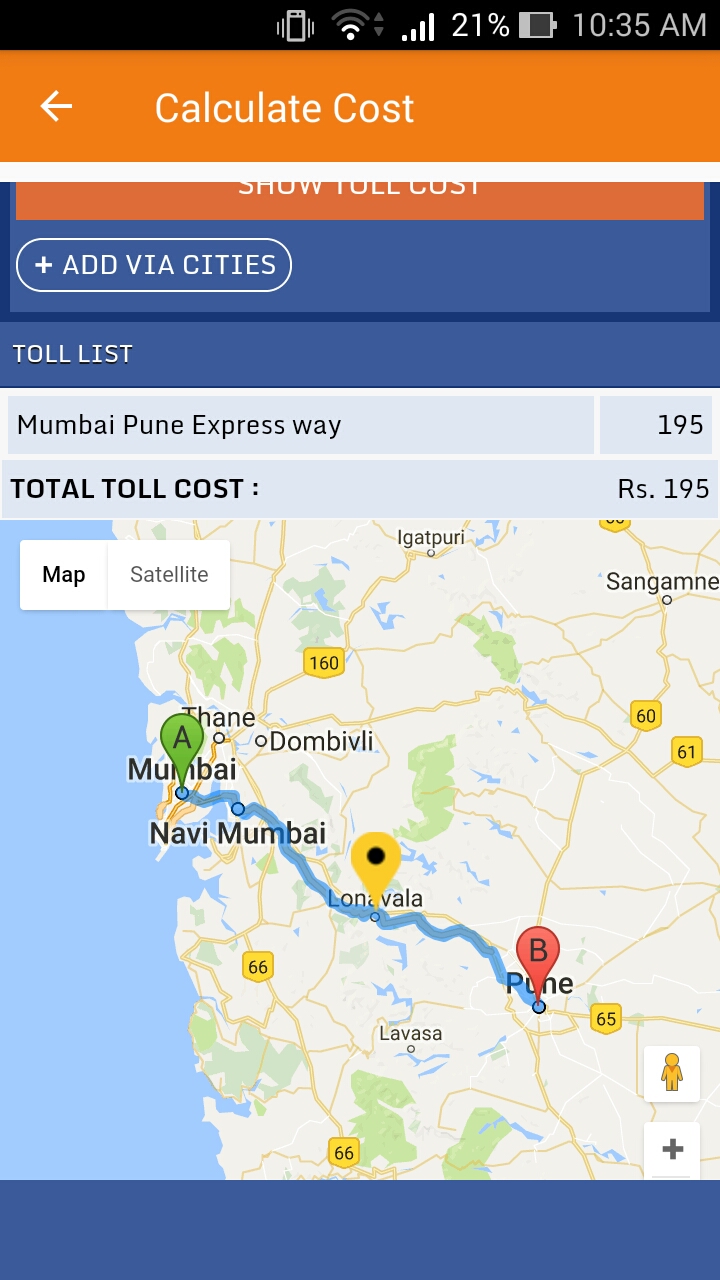 21% 10:35 AM
Calculate Cost
SHOW TOLL COST
+ ADD VIA CITIES
TOLL LIST
Mumbai Pune Express way 195
TOTAL TOLL COST : Rs. 195
Map Satellite
Igatpuri
Sangamne
160
60
61
Thane
A
Dombivli
Mumbai
Navi Mumbai
Lonavala
B
66
Pune
65
Lavasa
66
+